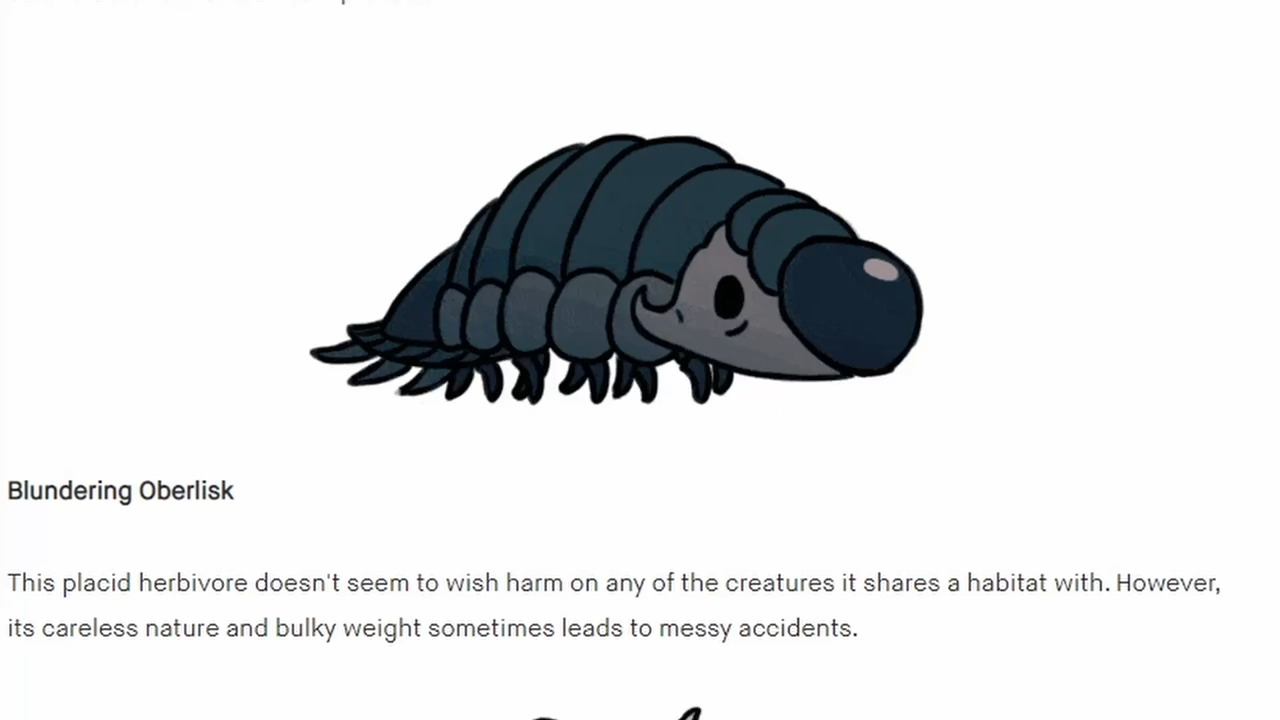 Blundering Oberlisk
This placid herbivore doesn't seem to wish harm on any of the creatures it shares a habitat with. However,
its careless nature and bulky weight sometimes leads to messy accidents.